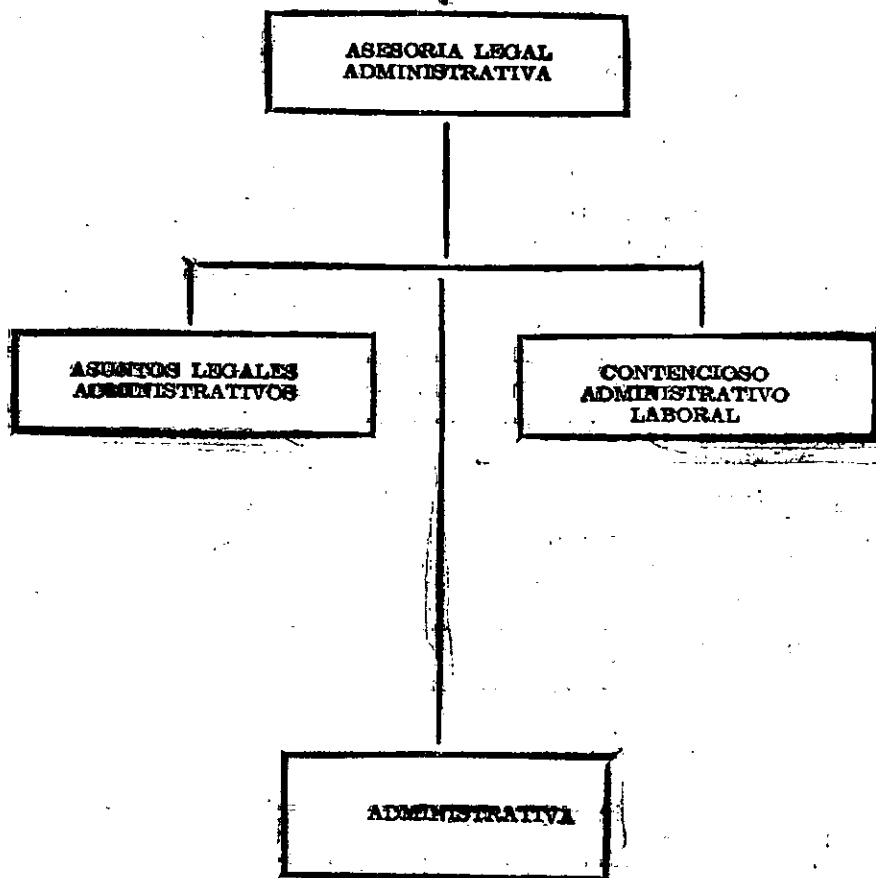 ASESORIA LEGAL
ADMINISTRATIVA
ASUNTOS LEGALES
ADMINISTRATIVOS
CONTENCIOSO
ADMINISTRATIVO
LABORAL
ADMINISTRATIVA